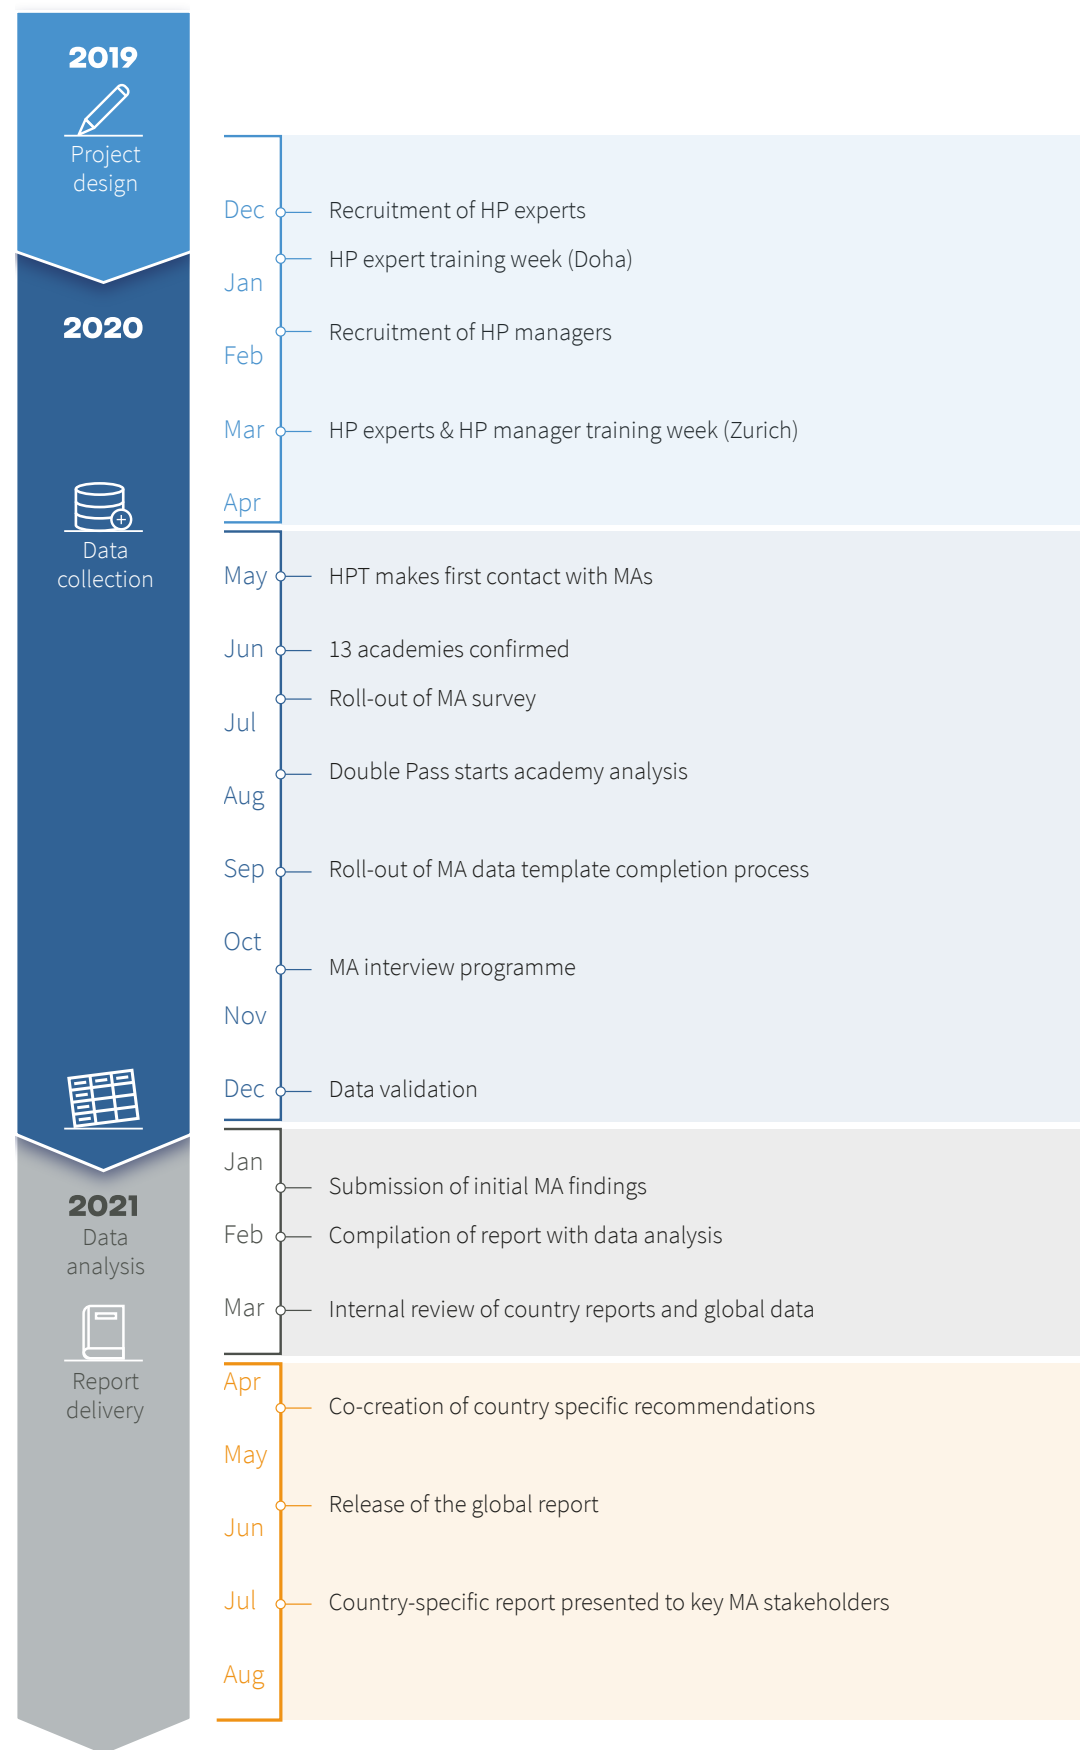 2019
Project
design
Dec
Recruitment of HP experts
HP expert training week (Doha)
Jan
2020
Recruitment of HP managers
Feb
Mar
HP experts & HP manager training week (Zurich)
Apr
Data
collection
May
HPT makes first contact with MAs
Jun
13 academies confirmed
Roll-out of MA survey
Jul
Double Pass starts academy analysis
Aug
Sep
Roll-out of MA data template completion process
Oct
MA interview programme
Nov
Dec
Data validation
Jan
Submission of initial MA findings
2021
Data
analysis
Feb
Compilation of report with data analysis
Mar
Internal review of country reports and global data
Report
delivery
Apr
Co-creation of country specific recommendations
May
Release of the global report
Jun
Jul
Country-specific report presented to key MA stakeholders
Aug